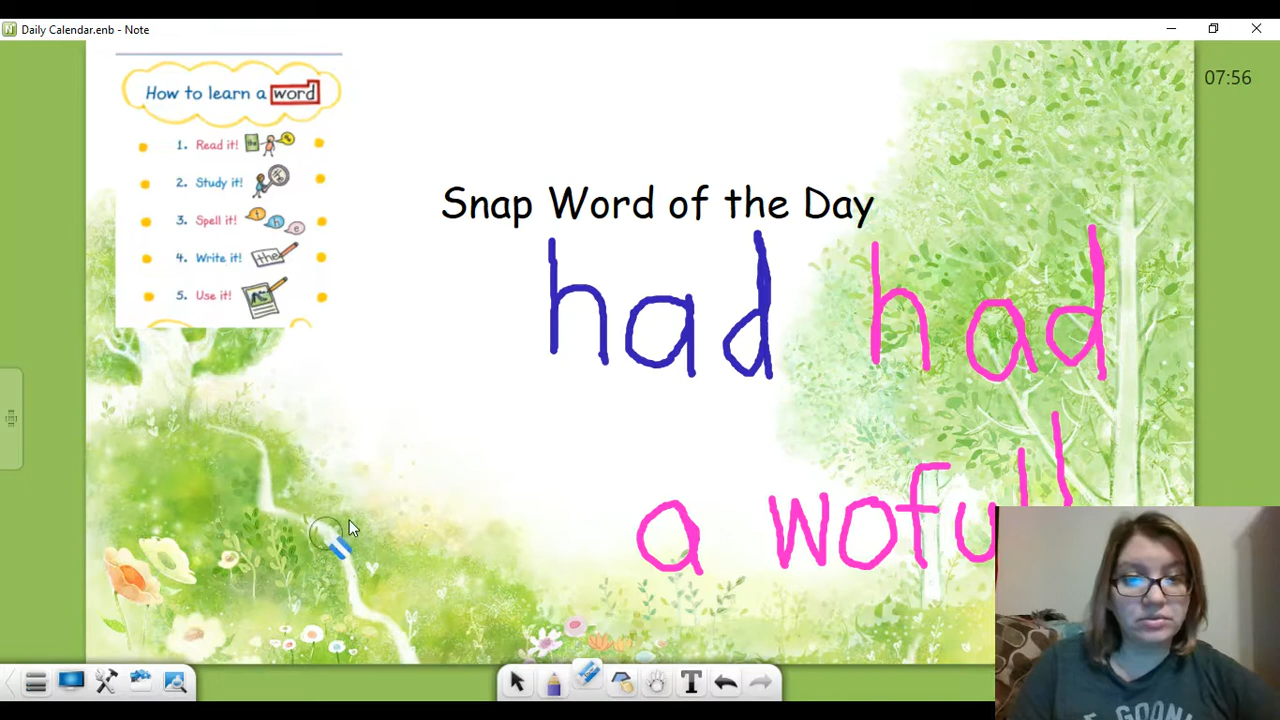 Daily Calendar.enb - Note
How to learn a word
07:56
1. Read it!
2. Study it!
3. Spell it!
4. Write it!
5. Use it!
Snap Word of the Day
had had
a wofull
T